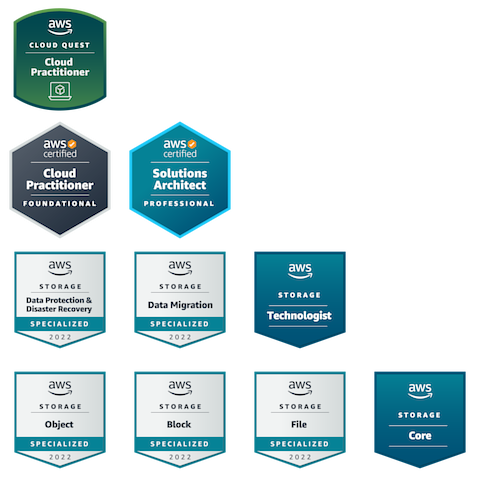 aws
CLOUD QUEST
Cloud
Practitioner
aws
certified
Cloud
Practitioner
FOUNDATIONAL
aws
certified
Solutions
Architect
PROFESSIONAL
aws
STORAGE
Data Protection &
Disaster Recovery
SPECIALIZED
2022
aws
STORAGE
Data Migration
SPECIALIZED
2022
aws
STORAGE
Technologist
aws
STORAGE
Object
SPECIALIZED
2022
aws
STORAGE
Block
SPECIALIZED
2022
aws
STORAGE
File
SPECIALIZED
2022
aws
STORAGE
Core